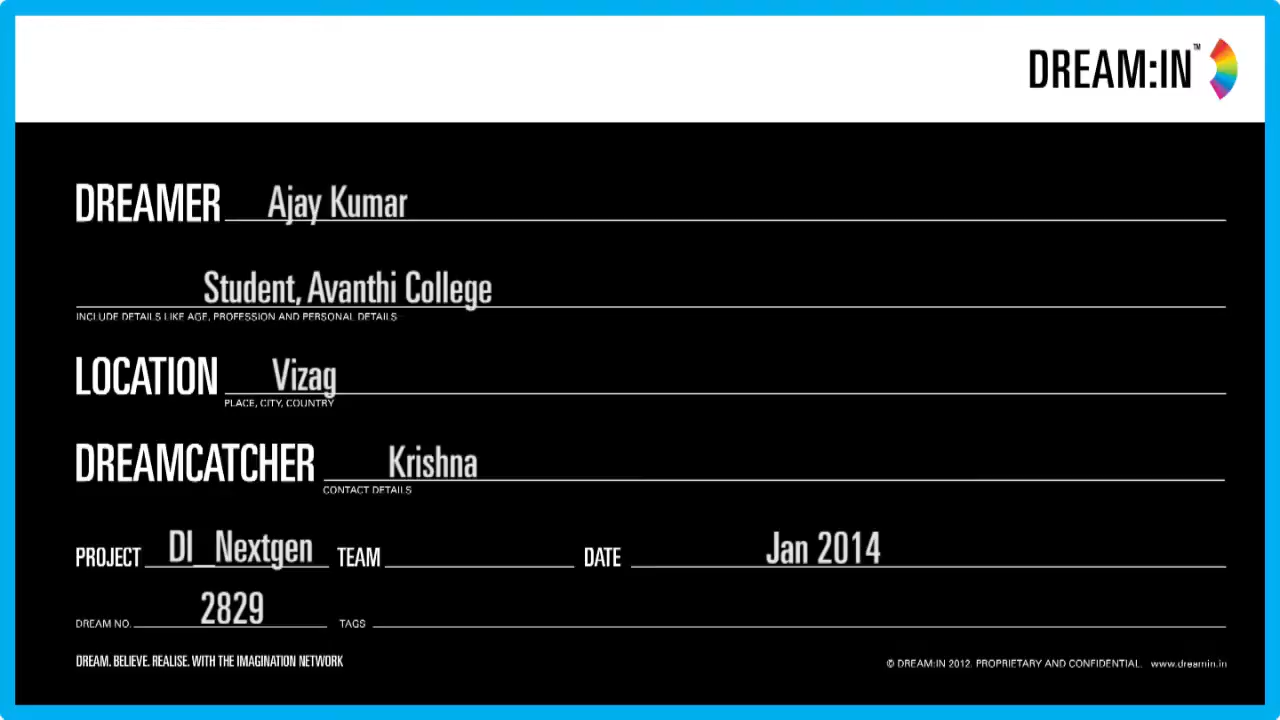 DREAM:IN™
DREAMER Ajay Kumar
Student, Avanthi College
INCLUDE DETAILS LIKE AGE, PROFESSION AND PERSONAL DETAILS
LOCATION Vizag
PLACE, CITY, COUNTRY
DREAMCATCHER Krishna
CONTACT DETAILS
PROJECT DI_Nextgen TEAM DATE Jan 2014
DREAM NO. 2829 TAGS
DREAM. BELIEVE. REALISE. WITH THE IMAGINATION NETWORK © DREAM:IN 2012. PROPRIETARY AND CONFIDENTIAL. www.dreamin.in